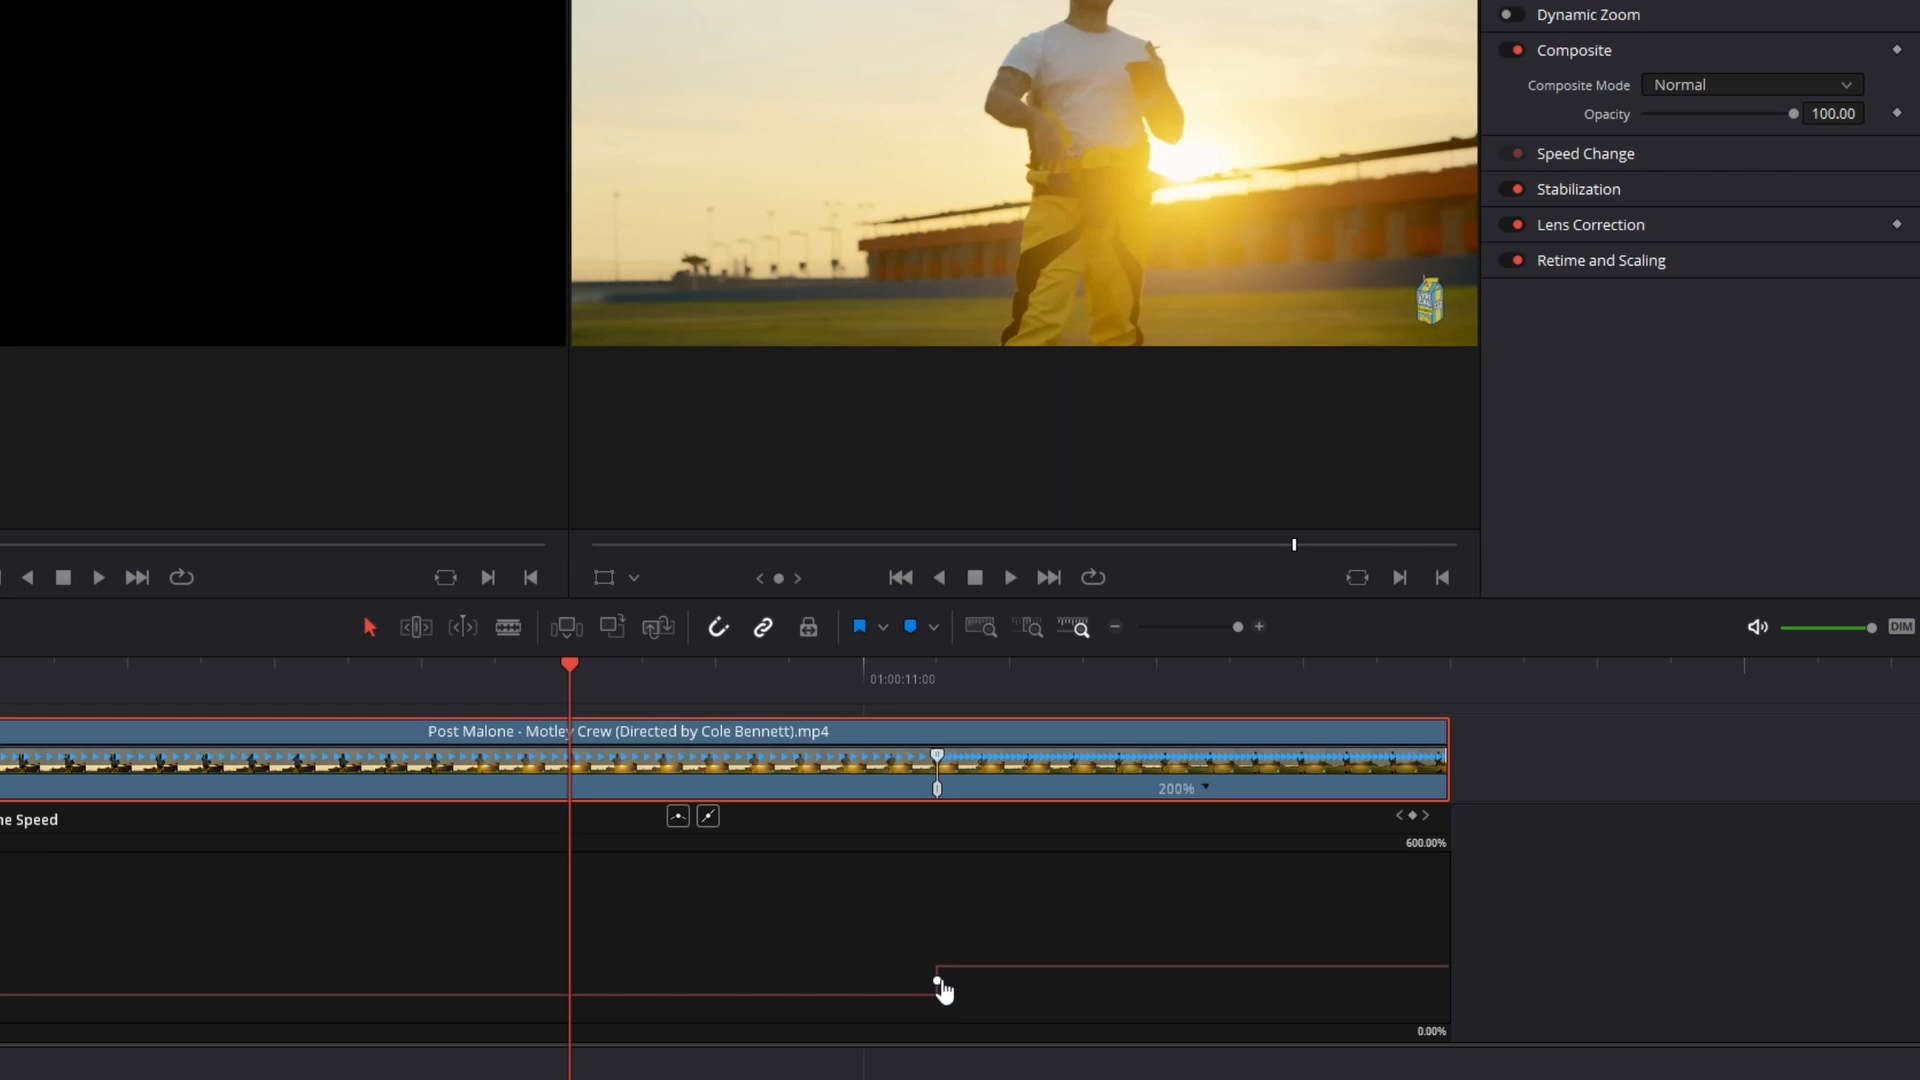 Dynamic Zoom
Composite
Composite Mode Normal
Opacity 100.00
Speed Change
Stabilization
Lens Correction
Retime and Scaling
DIM
01:00:11:00
Post Malone - Motley Crew (Directed by Cole Bennett).mp4
200%
ne Speed
600.00%
0.00%